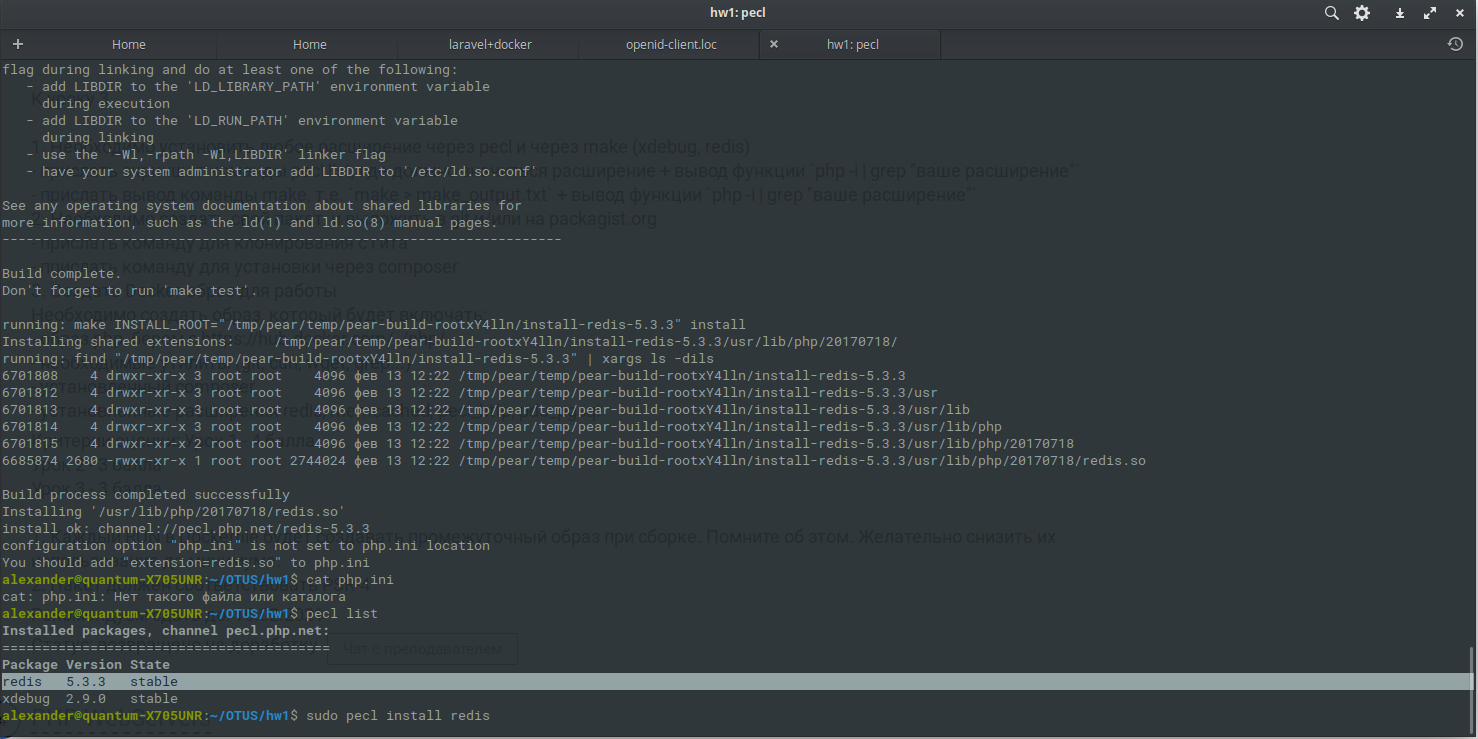 hw1: pecl
Home
Home
laravel+docker
openid-client.loc
hw1: pecl
flag during linking and do at least one of the following:
- add LIBDIR to the 'LD_LIBRARY_PATH' environment variable
during execution
- add LIBDIR to the 'LD_RUN_PATH' environment variable
during linking
- use the '-Wl,-rpath -Wl,LIBDIR' linker flag
- have your system administrator add LIBDIR to '/etc/ld.so.conf'
See any operating system documentation about shared libraries for
more information, such as the ld(1) and ld.so(8) manual pages.
----------------------------------------------------------------------
Build complete.
Don't forget to run 'make test'.
running: make INSTALL_ROOT="/tmp/pear/temp/pear-build-rootxY4lln/install-redis-5.3.3" install
Installing shared extensions:     /tmp/pear/temp/pear-build-rootxY4lln/install-redis-5.3.3/usr/lib/php/20170718/
running: find "/tmp/pear/temp/pear-build-rootxY4lln/install-redis-5.3.3" | xargs ls -dils
6701808    4 drwxr-xr-x 3 root root    4096 фев 13 12:22 /tmp/pear/temp/pear-build-rootxY4lln/install-redis-5.3.3
6701812    4 drwxr-xr-x 3 root root    4096 фев 13 12:22 /tmp/pear/temp/pear-build-rootxY4lln/install-redis-5.3.3/usr
6701813    4 drwxr-xr-x 3 root root    4096 фев 13 12:22 /tmp/pear/temp/pear-build-rootxY4lln/install-redis-5.3.3/usr/lib
6701814    4 drwxr-xr-x 3 root root    4096 фев 13 12:22 /tmp/pear/temp/pear-build-rootxY4lln/install-redis-5.3.3/usr/lib/php
6701815    4 drwxr-xr-x 2 root root    4096 фев 13 12:22 /tmp/pear/temp/pear-build-rootxY4lln/install-redis-5.3.3/usr/lib/php/20170718
6685874 2680 -rwxr-xr-x 1 root root 2744024 фев 13 12:22 /tmp/pear/temp/pear-build-rootxY4lln/install-redis-5.3.3/usr/lib/php/20170718/redis.so
Build process completed successfully
Installing '/usr/lib/php/20170718/redis.so'
install ok: channel://pecl.php.net/redis-5.3.3
configuration option "php_ini" is not set to php.ini location
You should add "extension=redis.so" to php.ini
alexander@quantum-X705UNR:~/OTUS/hw1$ cat php.ini
cat: php.ini: Нет такого файла или каталога
alexander@quantum-X705UNR:~/OTUS/hw1$ pecl list
Installed packages, channel pecl.php.net:
=========================================
Package Version State
redis   5.3.3   stable
xdebug  2.9.0   stable
Чат с преподавателем
alexander@quantum-X705UNR:~/OTUS/hw1$ sudo pecl install redis